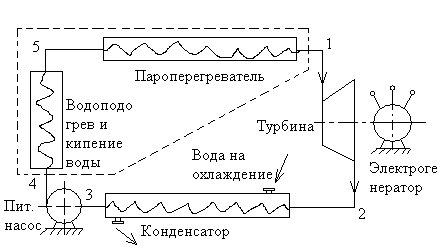 5
1
Пароперегреватель
Водоподо
грев и
кипение
воды
Турбина
Вода на
охлаждение
Электроге
нератор
4
3
2
Пит.
насос
Конденсатор